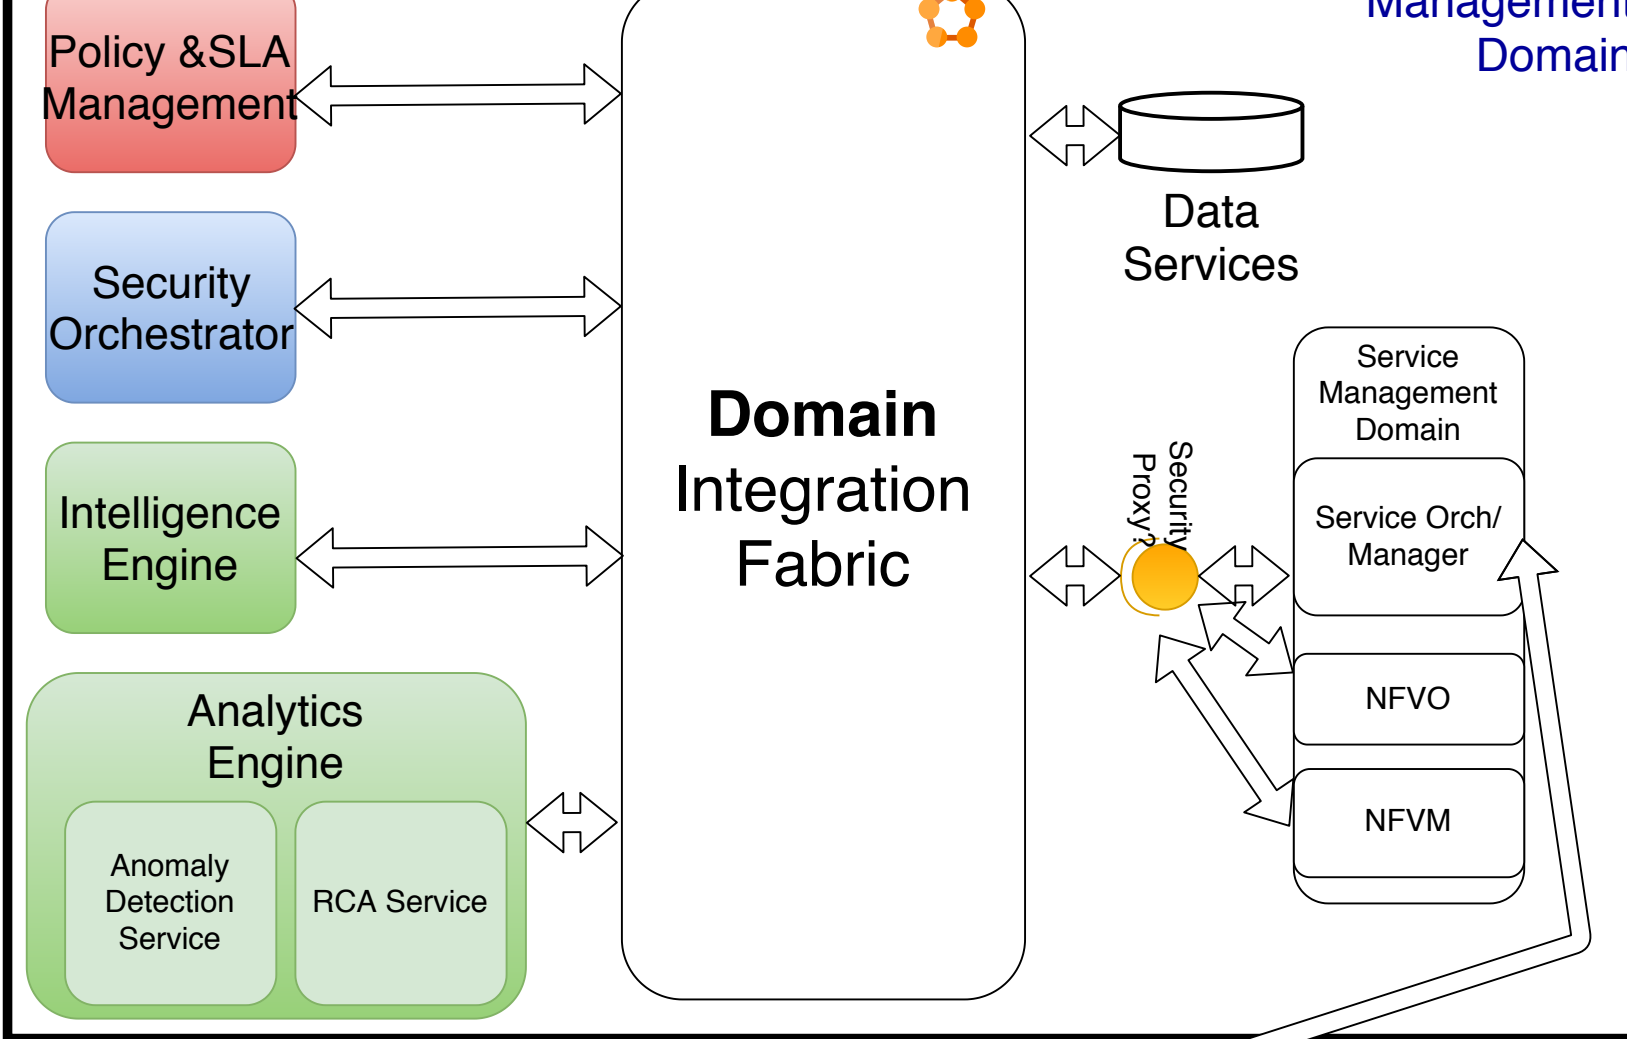 Management
Domain
Policy &SLA
Management
Security
Orchestrator
Intelligence
Engine
Analytics
Engine
Anomaly
Detection
Service
RCA Service
Domain
Integration
Fabric
Data
Services
Security
Proxy?
Service
Management
Domain
Service Orch/
Manager
NFVO
NFVM